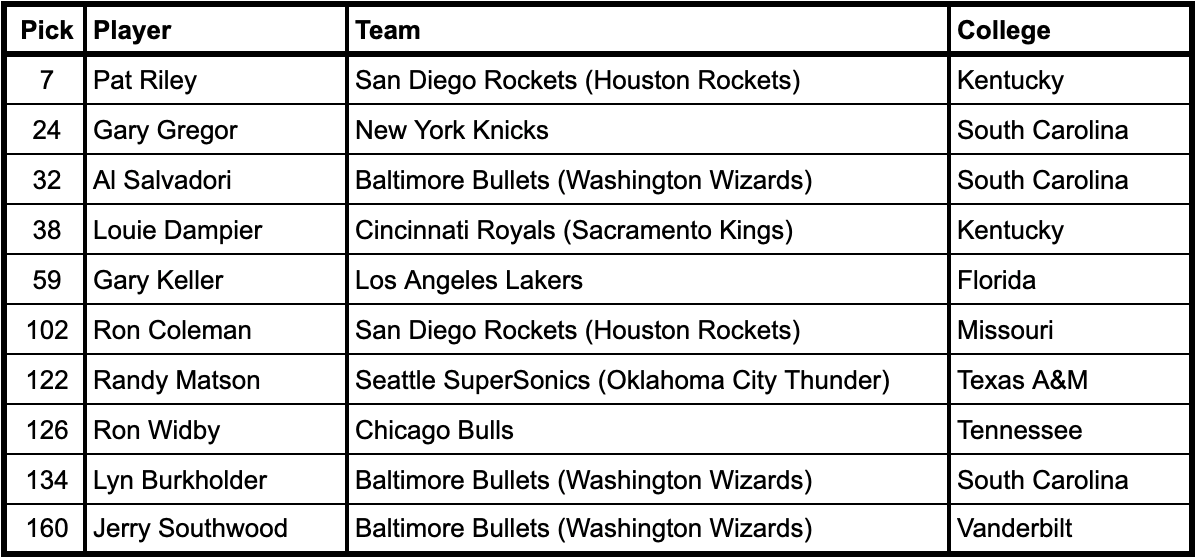 Pick Player Team College
7 Pat Riley San Diego Rockets (Houston Rockets) Kentucky
24 Gary Gregor New York Knicks South Carolina
32 Al Salvadori Baltimore Bullets (Washington Wizards) South Carolina
38 Louie Dampier Cincinnati Royals (Sacramento Kings) Kentucky
59 Gary Keller Los Angeles Lakers Florida
102 Ron Coleman San Diego Rockets (Houston Rockets) Missouri
122 Randy Matson Seattle SuperSonics (Oklahoma City Thunder) Texas A&M
126 Ron Widby Chicago Bulls Tennessee
134 Lyn Burkholder Baltimore Bullets (Washington Wizards) South Carolina
160 Jerry Southwood Baltimore Bullets (Washington Wizards) Vanderbilt